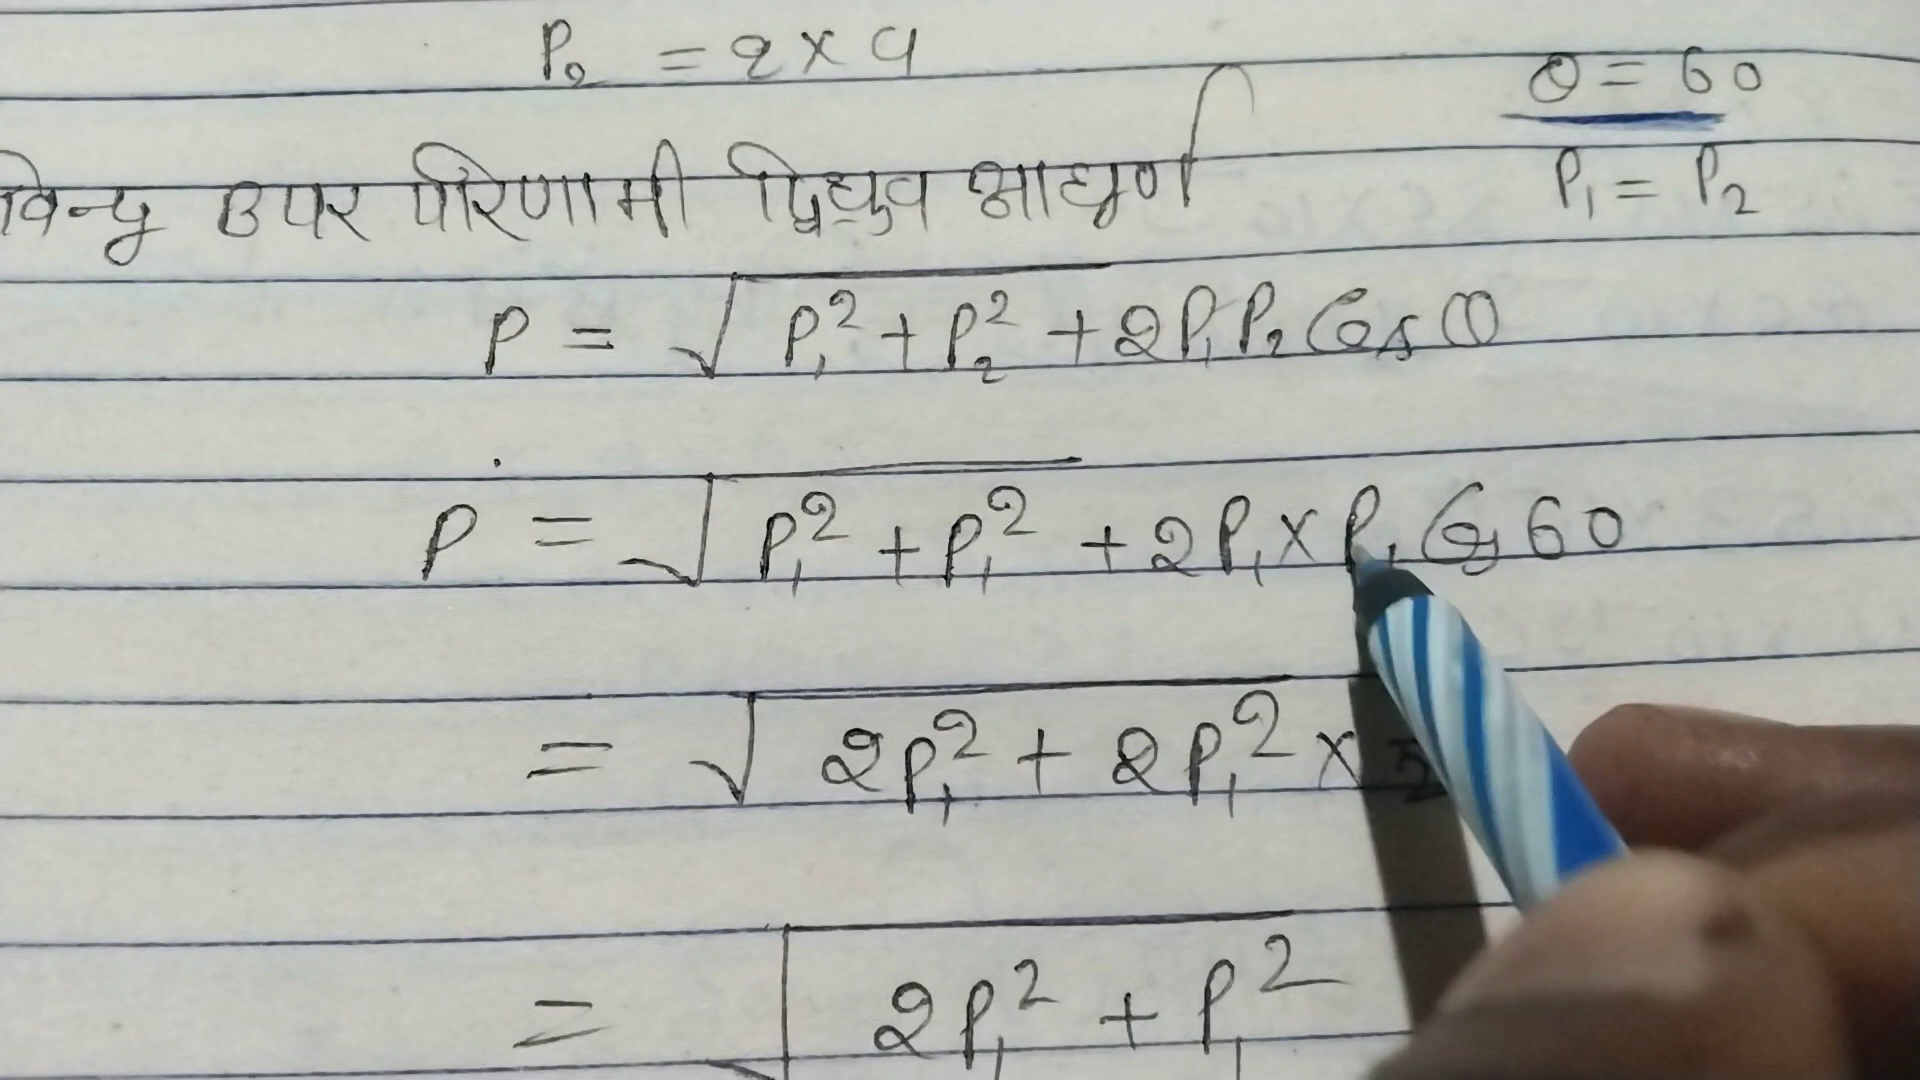 P₂ = 2 × q
θ = 60
विन्दु उपर परिणामी द्विध्रुव आघूर्ण
P₁ = P₂
P = √P₁² + P₂² + 2P₁P₂ Cos θ
P = √P₁² + P₁² + 2P₁ × P₁ Cos 60
= √2P₁² + 2P₁² ×
= √2P₁² + P₁²